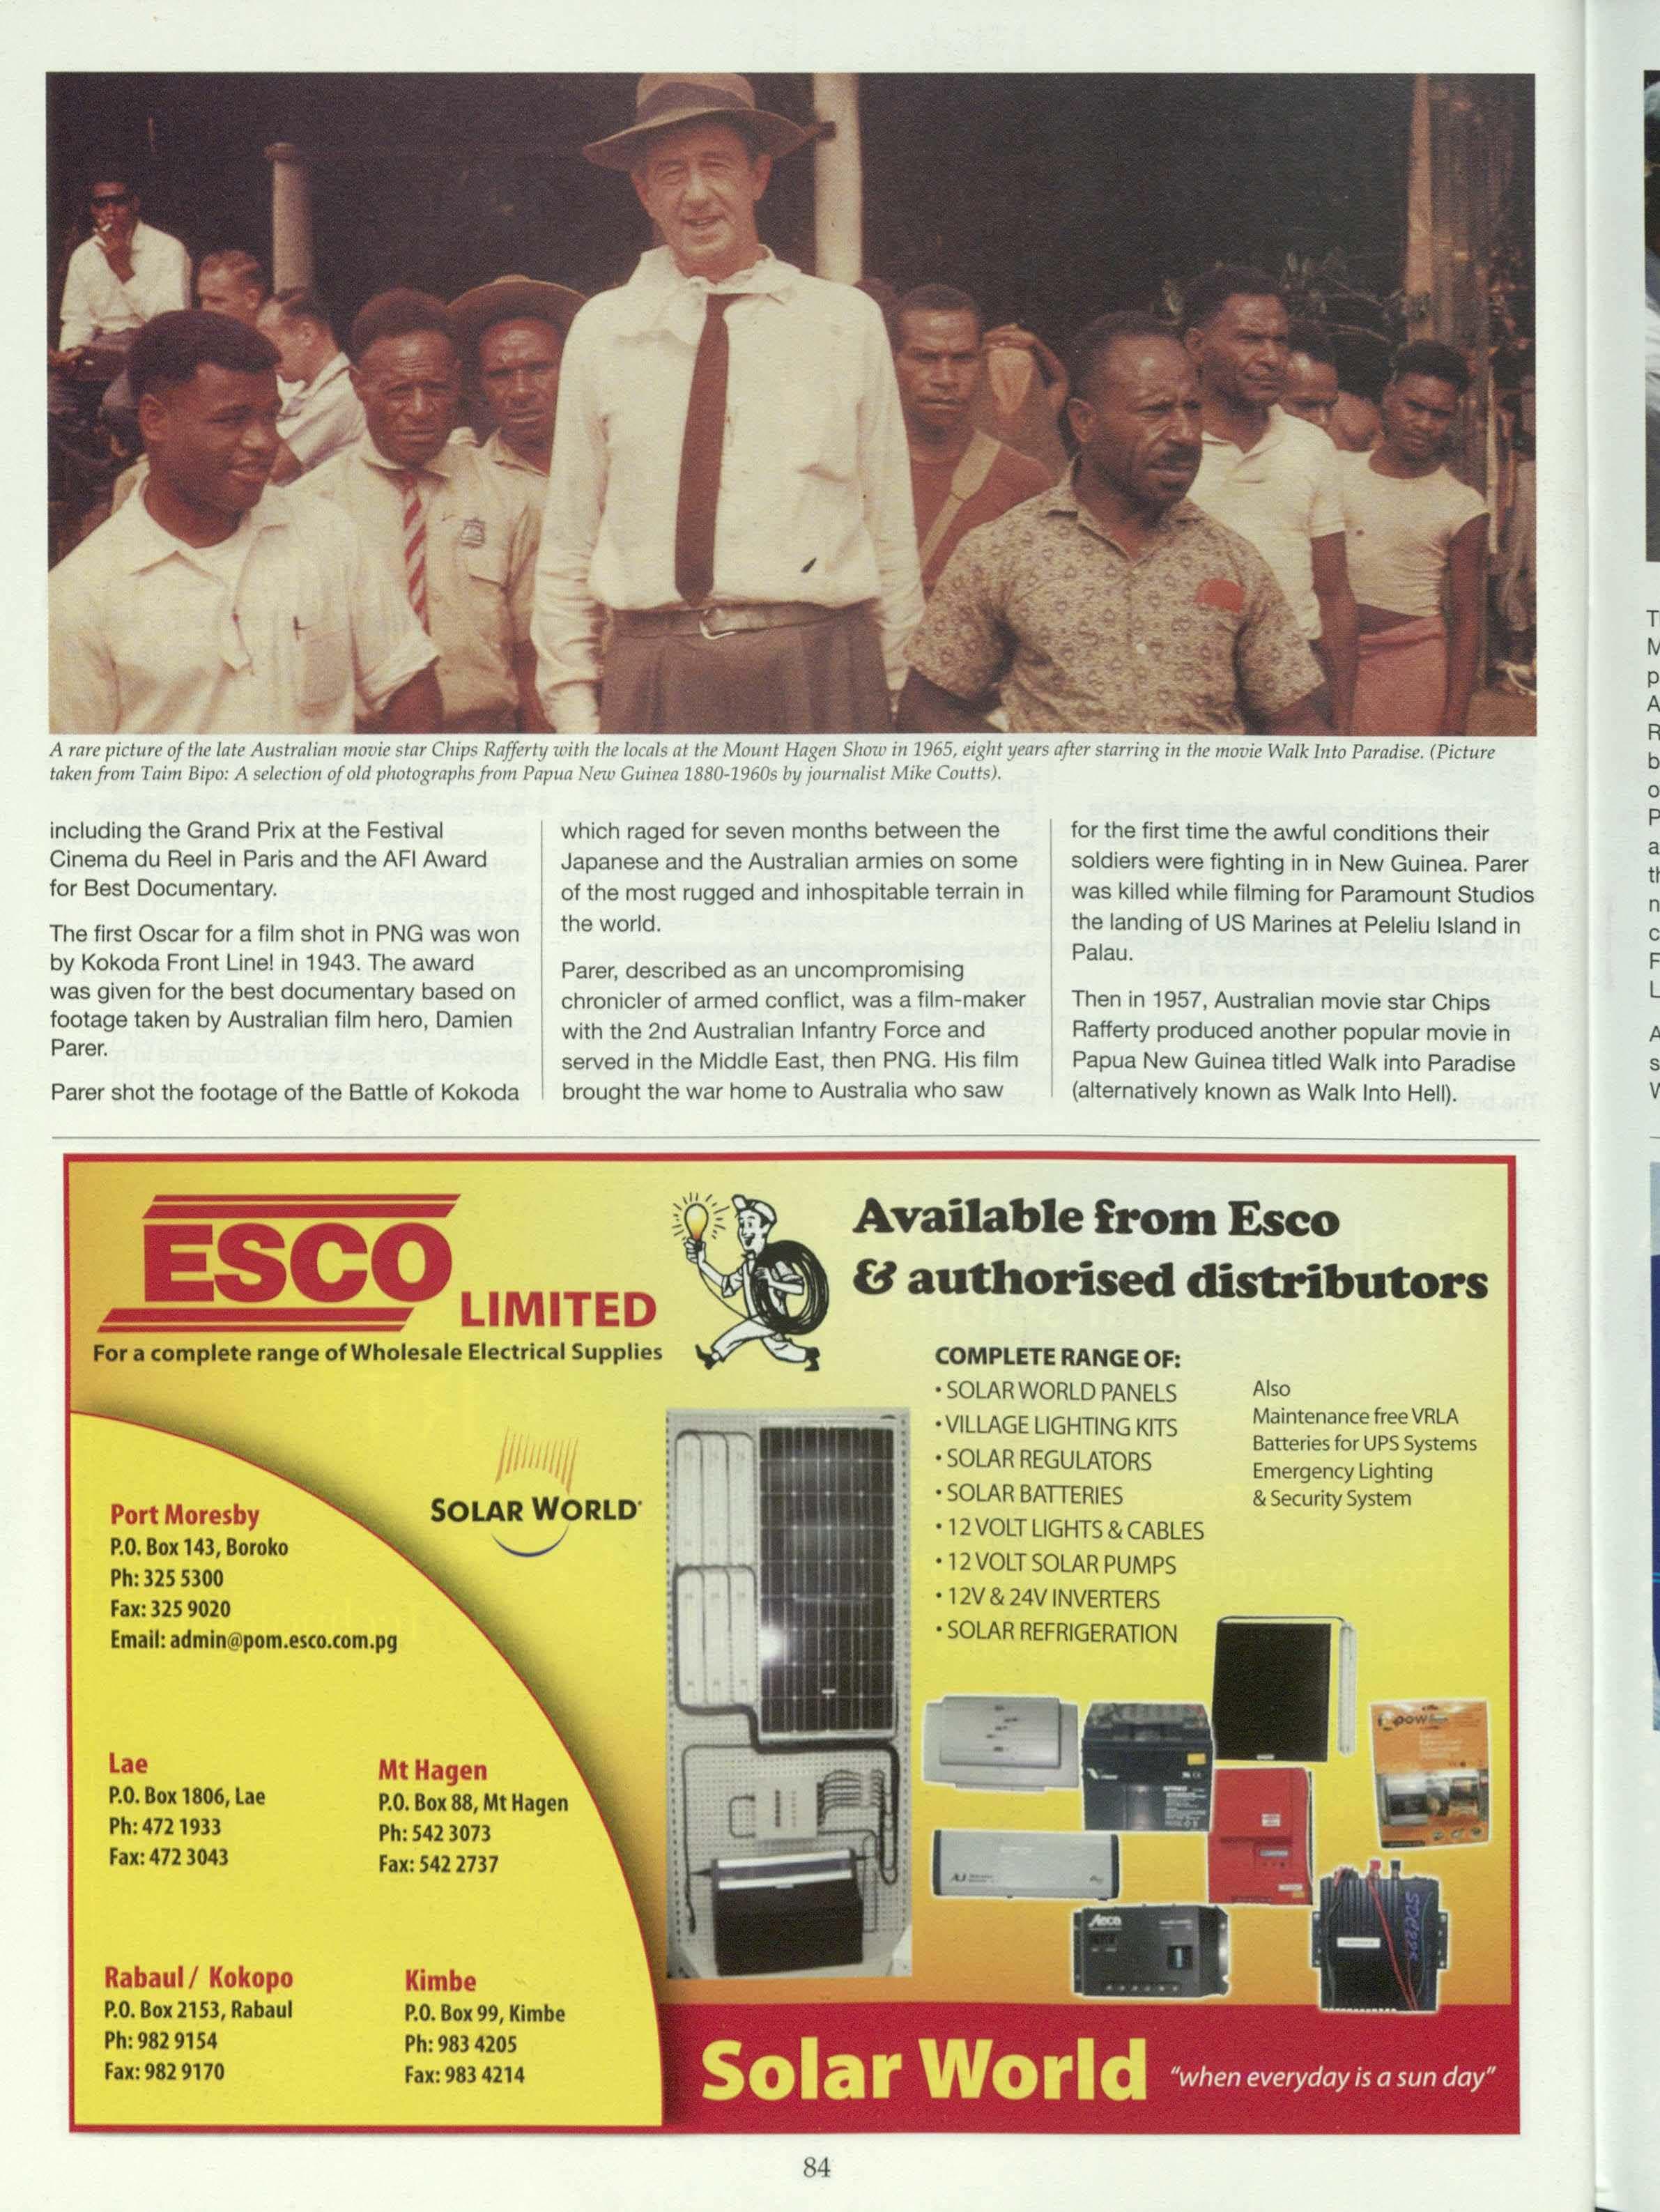 A rare picture of the late Australian movie star Chips Rafferty with the locals at the Mount Hagen Show in 1965, eight years after starring in the movie Walk Into Paradise. (Picture
taken from Taim Bipo: A selection of old photographs from Papua New Guinea 1880-1960s by journalist Mike Coutts).
including the Grand Prix at the Festival
Cinema du Reel in Paris and the AFI Award
for Best Documentary.
The first Oscar for a film shot in PNG was won
by Kokoda Front Line! in 1943. The award
was given for the best documentary based on
footage taken by Australian film hero, Damien
Parer.
Parer shot the footage of the Battle of Kokoda
which raged for seven months between the
Japanese and the Australian armies on some
of the most rugged and inhospitable terrain in
the world.
Parer, described as an uncompromising
chronicler of armed conflict, was a film-maker
with the 2nd Australian Infantry Force and
served in the Middle East, then PNG. His film
brought the war home to Australia who saw
for the first time the awful conditions their
soldiers were fighting in in New Guinea. Parer
was killed while filming for Paramount Studios
the landing of US Marines at Peleliu Island in
Palau.
Then in 1957, Australian movie star Chips
Rafferty produced another popular movie in
Papua New Guinea titled Walk into Paradise
(alternatively known as Walk Into Hell).
ESCO
LIMITED
For a complete range of Wholesale Electrical Supplies
Available from Esco
& authorised distributors
COMPLETE RANGE OF:
• SOLAR WORLD PANELS
• VILLAGE LIGHTING KITS
• SOLAR REGULATORS
• SOLAR BATTERIES
• 12 VOLT LIGHTS & CABLES
• 12 VOLT SOLAR PUMPS
• 12V & 24V INVERTERS
• SOLAR REFRIGERATION
Also
Maintenance free VRLA
Batteries for UPS Systems
Emergency Lighting
& Security System
SOLAR WORLD
Port Moresby
P.O. Box 143, Boroko
Ph: 325 5300
Fax: 325 9020
Email: admin@pom.esco.com.pg
Lae
P.O. Box 1806, Lae
Ph: 472 1933
Fax: 472 3043
Mt Hagen
P.O. Box 88, Mt Hagen
Ph: 542 3073
Fax: 542 2737
Rabaul / Kokopo
P.O. Box 2153, Rabaul
Ph: 982 9154
Fax: 982 9170
Kimbe
P.O. Box 99, Kimbe
Ph: 983 4205
Fax: 983 4214
Solar World
"when everyday is a sun day"
84